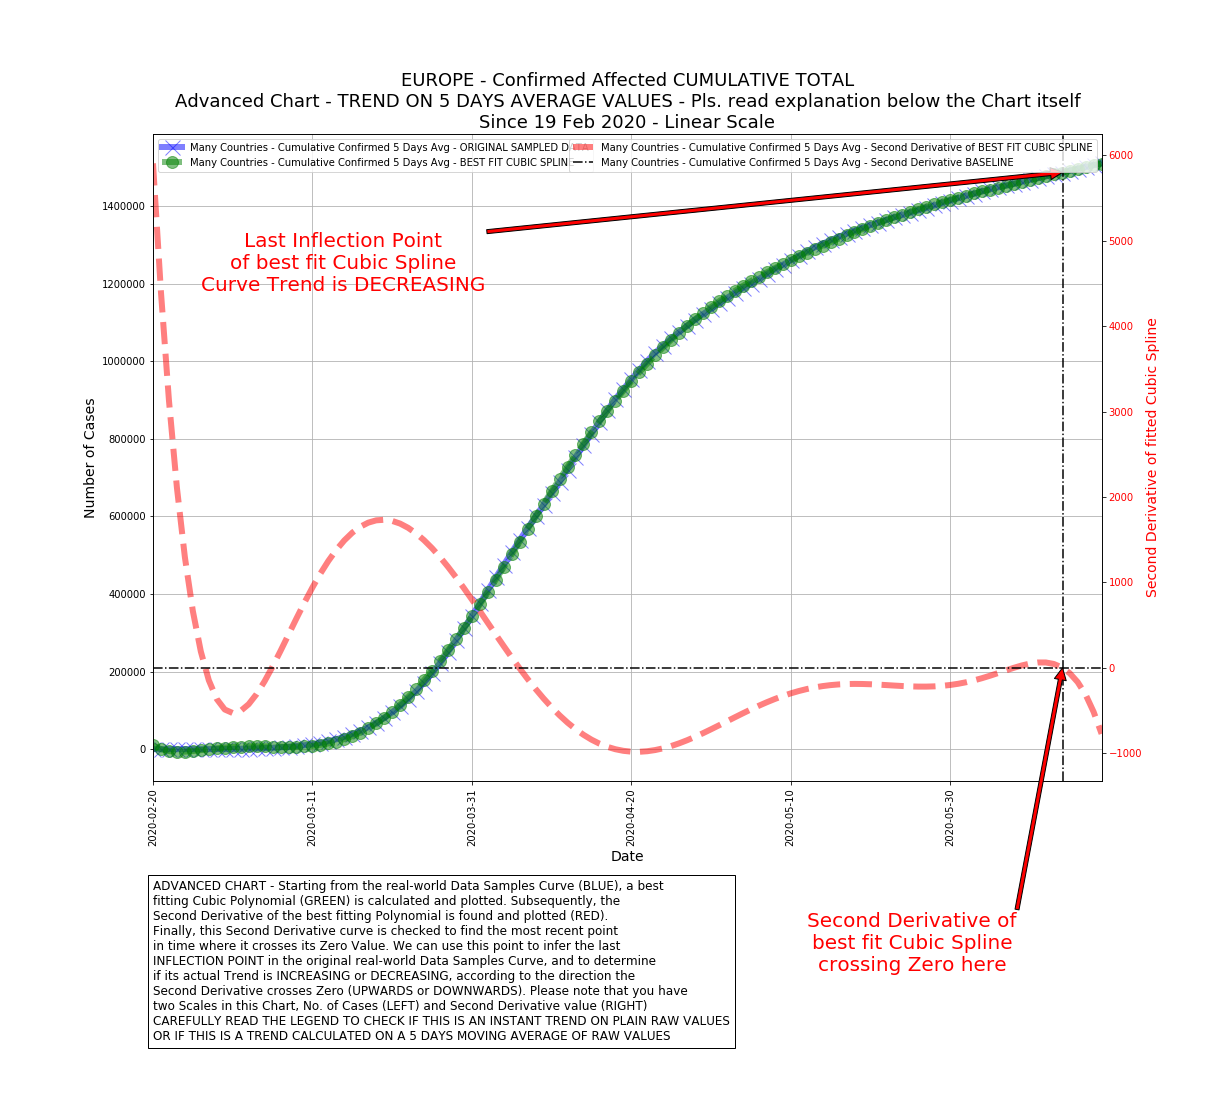 EUROPE - Confirmed Affected CUMULATIVE TOTAL
Advanced Chart - TREND ON 5 DAYS AVERAGE VALUES - Pls. read explanation below the Chart itself
Since 19 Feb 2020 - Linear Scale
Many Countries - Cumulative Confirmed 5 Days Avg - ORIGINAL SAMPLED DATA
Many Countries - Cumulative Confirmed 5 Days Avg - BEST FIT CUBIC SPLIN
Many Countries - Cumulative Confirmed 5 Days Avg - Second Derivative of BEST FIT CUBIC SPLINE
Many Countries - Cumulative Confirmed 5 Days Avg - Second Derivative BASELINE
Last Inflection Point
of best fit Cubic Spline
Curve Trend is DECREASING
Number of Cases
1400000
1200000
1000000
800000
600000
400000
200000
0
6000
5000
4000
3000
2000
1000
0
−1000
Second Derivative of fitted Cubic Spline
2020-02-20
2020-03-11
2020-03-31
2020-04-20
2020-05-10
2020-05-30
Date
ADVANCED CHART - Starting from the real-world Data Samples Curve (BLUE), a best
fitting Cubic Polynomial (GREEN) is calculated and plotted. Subsequently, the
Second Derivative of the best fitting Polynomial is found and plotted (RED).
Finally, this Second Derivative curve is checked to find the most recent point
in time where it crosses its Zero Value. We can use this point to infer the last
INFLECTION POINT in the original real-world Data Samples Curve, and to determine
if its actual Trend is INCREASING or DECREASING, according to the direction the
Second Derivative crosses Zero (UPWARDS or DOWNWARDS). Please note that you have
two Scales in this Chart, No. of Cases (LEFT) and Second Derivative value (RIGHT)
CAREFULLY READ THE LEGEND TO CHECK IF THIS IS AN INSTANT TREND ON PLAIN RAW VALUES
OR IF THIS IS A TREND CALCULATED ON A 5 DAYS MOVING AVERAGE OF RAW VALUES
Second Derivative of
best fit Cubic Spline
crossing Zero here